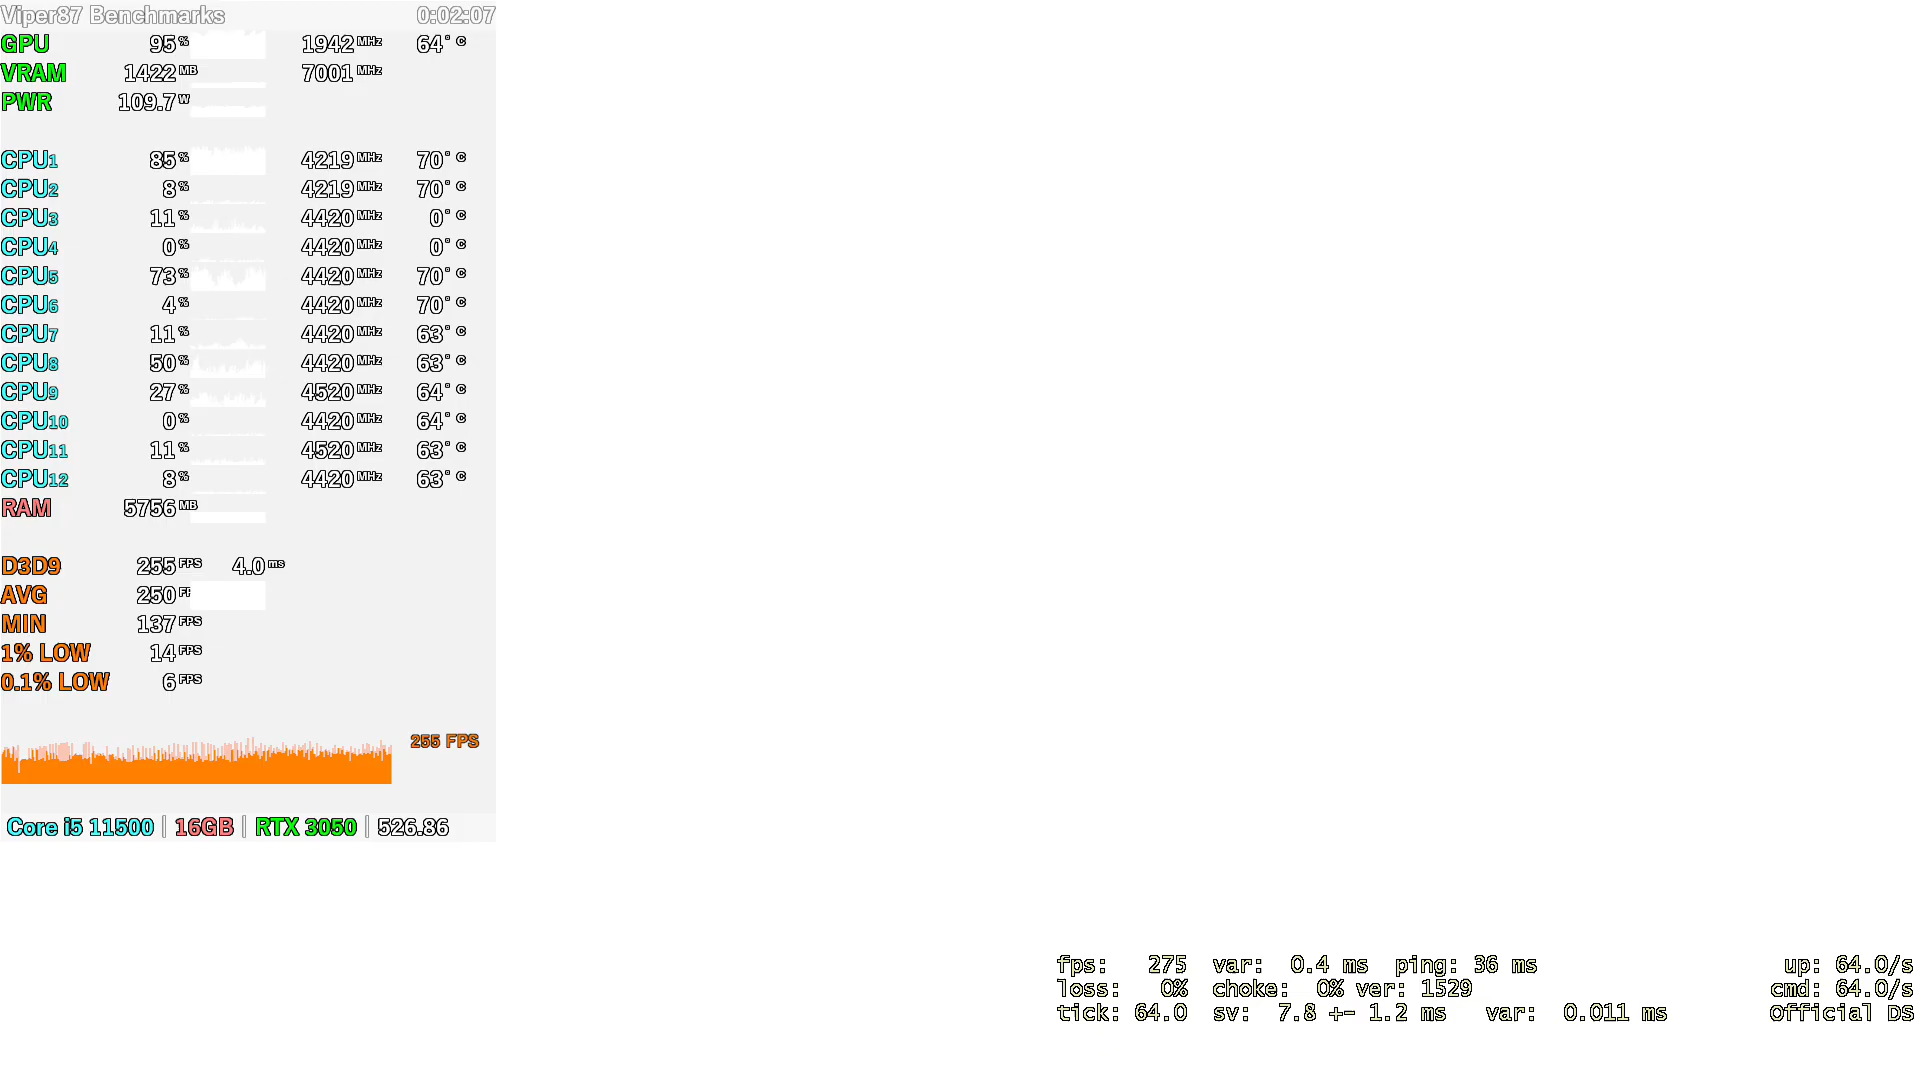 Viper87 Benchmarks 0:02:07
GPU 95 % 1942 MHz 64°C
VRAM 1422 MB 7001 MHz
PWR 109.7 W
CPU1 85 % 4219 MHz 70°C
CPU2 8 % 4219 MHz 70°C
CPU3 11 % 4420 MHz 0°C
CPU4 0 % 4420 MHz 0°C
CPU5 73 % 4420 MHz 70°C
CPU6 4 % 4420 MHz 70°C
CPU7 11 % 4420 MHz 63°C
CPU8 50 % 4420 MHz 63°C
CPU9 27 % 4520 MHz 64°C
CPU10 0 % 4420 MHz 64°C
CPU11 11 % 4520 MHz 63°C
CPU12 8 % 4420 MHz 63°C
RAM 5756 MB
D3D9 255 FPS 4.0 ms
AVG 250
MIN 137 FPS
1% LOW 14 FPS
0.1% LOW 6 FPS
255 FPS
Core i5 11500 | 16GB | RTX 3050 | 526.86
fps: 275 var: 0.4 ms ping: 36 ms up: 64.0/s
loss: 0% choke: 0% ver: 1529 cmd: 64.0/s
tick: 64.0 sv: 7.8 +- 1.2 ms var: 0.011 ms Official DS